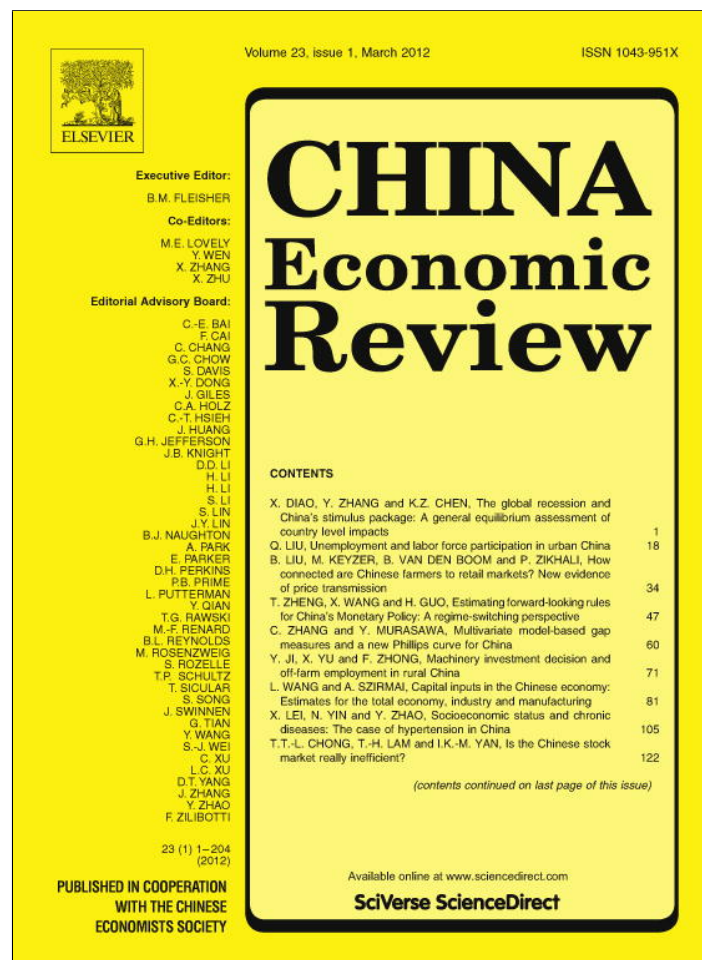 Volume 23, issue 1, March 2012
ISSN 1043-951X
ELSEVIER
Executive Editor:
B.M. FLEISHER
Co-Editors:
M.E. LOVELY
Y. WEN
X. ZHANG
X. ZHU
Editorial Advisory Board:
C.-E. BAI
F. CAI
C. CHANG
G.C. CHOW
S. DAVIS
X.-Y. DONG
J. GILES
C.A. HOLZ
C.-T. HSIEH
J. HUANG
G.H. JEFFERSON
J.B. KNIGHT
D.D. LI
H. LI
H. LI
S. LI
S. LIN
J.Y. LIN
B.J. NAUGHTON
A. PARK
E. PARKER
D.H. PERKINS
P.B. PRIME
L. PUTTERMAN
Y. QIAN
T.G. RAWSKI
M.-F. RENARD
B.L. REYNOLDS
M. ROSENZWEIG
S. ROZELLE
T.P. SCHULTZ
T. SICULAR
S. SONG
J. SWINNEN
G. TIAN
Y. WANG
S.-J. WEI
C. XU
L.C. XU
D.T. YANG
J. ZHANG
Y. ZHAO
F. ZILIBOTTI
23 (1) 1–204
(2012)
PUBLISHED IN COOPERATION
WITH THE CHINESE
ECONOMISTS SOCIETY
CHINA
Economic
Review
CONTENTS
X. DIAO, Y. ZHANG and K.Z. CHEN, The global recession and
China's stimulus package: A general equilibrium assessment of
country level impacts 1
Q. LIU, Unemployment and labor force participation in urban China 18
B. LIU, M. KEYZER, B. VAN DEN BOOM and P. ZIKHALI, How
connected are Chinese farmers to retail markets? New evidence
of price transmission 34
T. ZHENG, X. WANG and H. GUO, Estimating forward-looking rules
for China's Monetary Policy: A regime-switching perspective 47
C. ZHANG and Y. MURASAWA, Multivariate model-based gap
measures and a new Phillips curve for China 60
Y. JI, X. YU and F. ZHONG, Machinery investment decision and
off-farm employment in rural China 71
L. WANG and A. SZIRMAI, Capital inputs in the Chinese economy:
Estimates for the total economy, industry and manufacturing 81
X. LEI, N. YIN and Y. ZHAO, Socioeconomic status and chronic
diseases: The case of hypertension in China 105
T.T.-L. CHONG, T.-H. LAM and I.K.-M. YAN, Is the Chinese stock
market really inefficient? 122
(contents continued on last page of this issue)
Available online at www.sciencedirect.com
SciVerse ScienceDirect